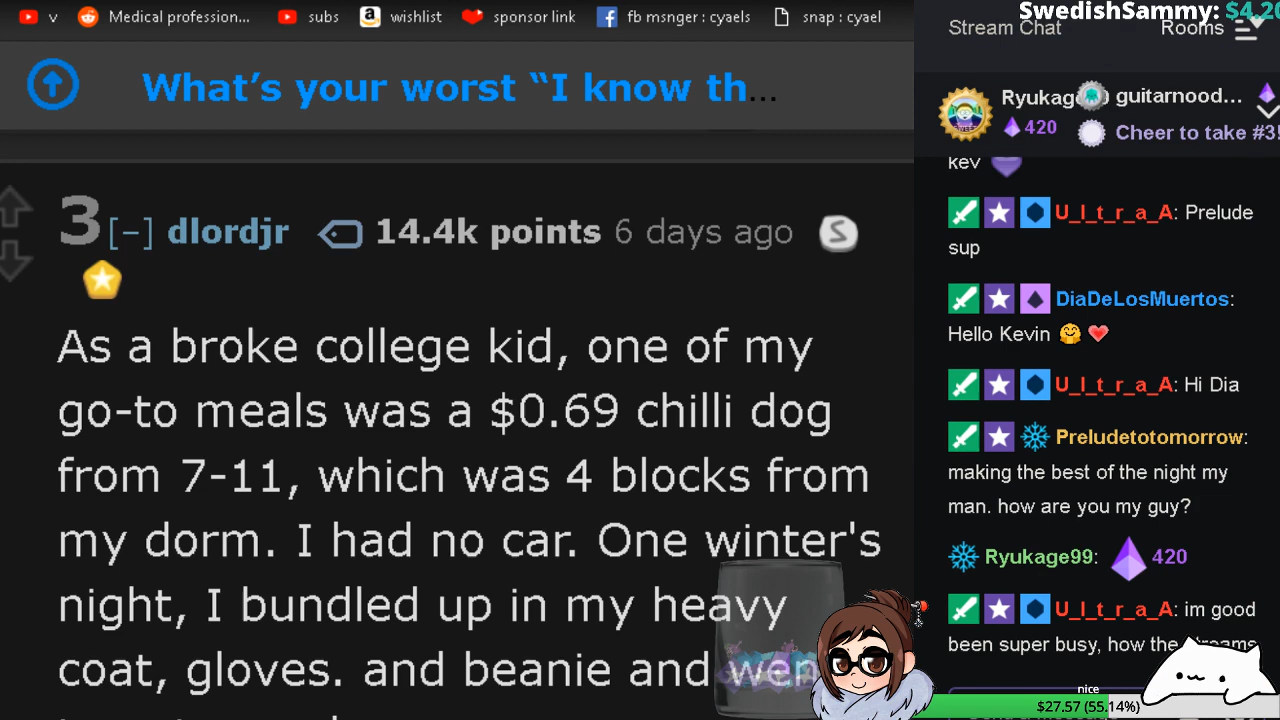 v Medical profession... subs wishlist sponsor link fb msnger : cyaels snap : cyael
What's your worst “I know th...
3 [–] dlordjr 14.4k points 6 days ago S
As a broke college kid, one of my
go-to meals was a $0.69 chilli dog
from 7-11, which was 4 blocks from
my dorm. I had no car. One winter's
night, I bundled up in my heavy
coat, gloves. and beanie and
SwedishSammy: $4.20
Stream Chat Rooms
guitarnood...
420 Cheer to take #3!
kev
U_l_t_r_a_A: Prelude
sup
DiaDeLosMuertos:
Hello Kevin 🤗 ❤️
U_l_t_r_a_A: Hi Dia
Preludetotomorrow:
making the best of the night my
man. how are you my guy?
Ryukage99: 420
U_l_t_r_a_A: im good
been super busy, how the streams
nice
$27.57 (55.14%)